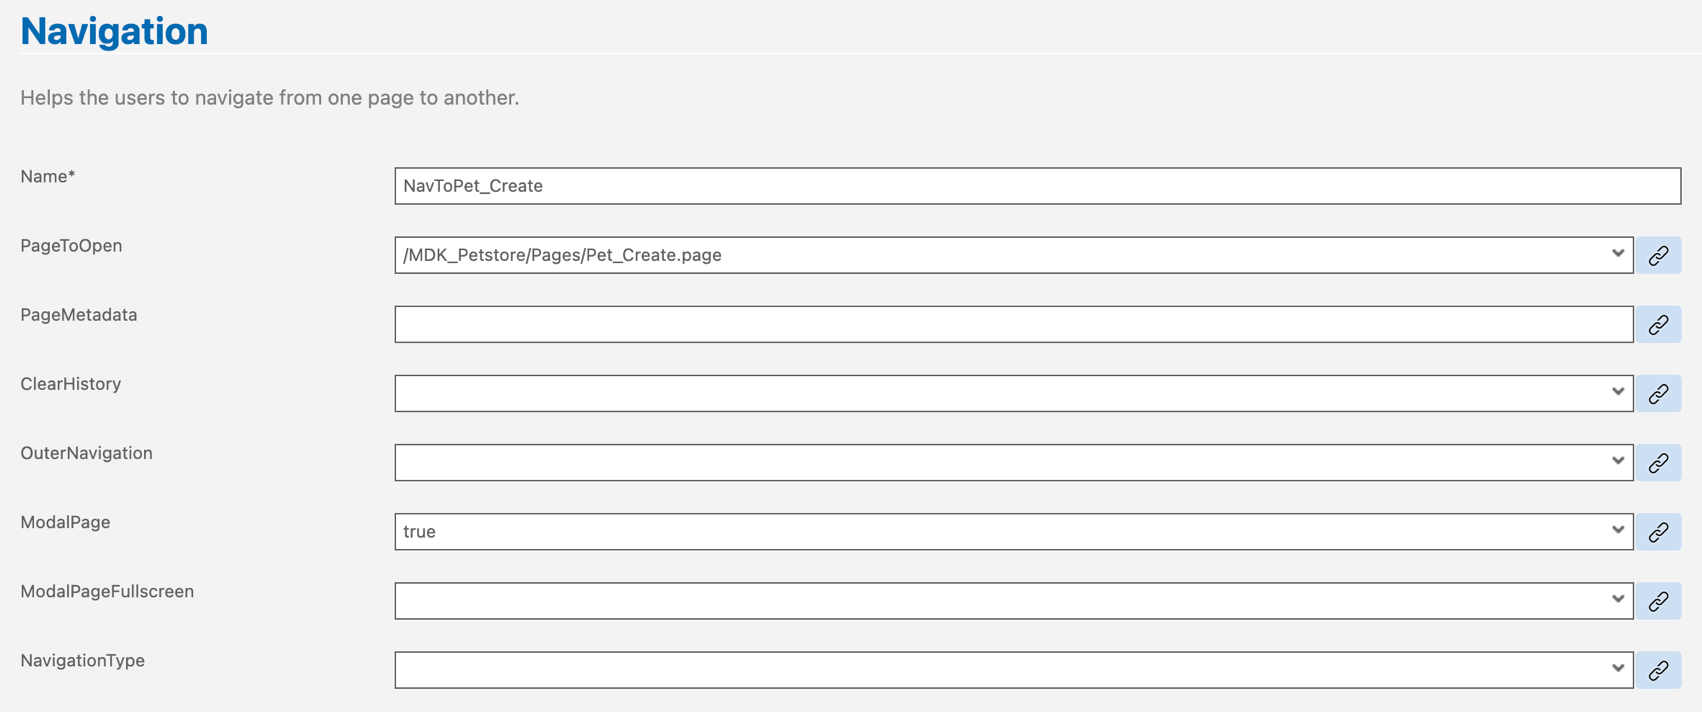 Navigation
Helps the users to navigate from one page to another.
Name*
NavToPet_Create
PageToOpen
/MDK_Petstore/Pages/Pet_Create.page
PageMetadata
ClearHistory
OuterNavigation
ModalPage
true
ModalPageFullscreen
NavigationType